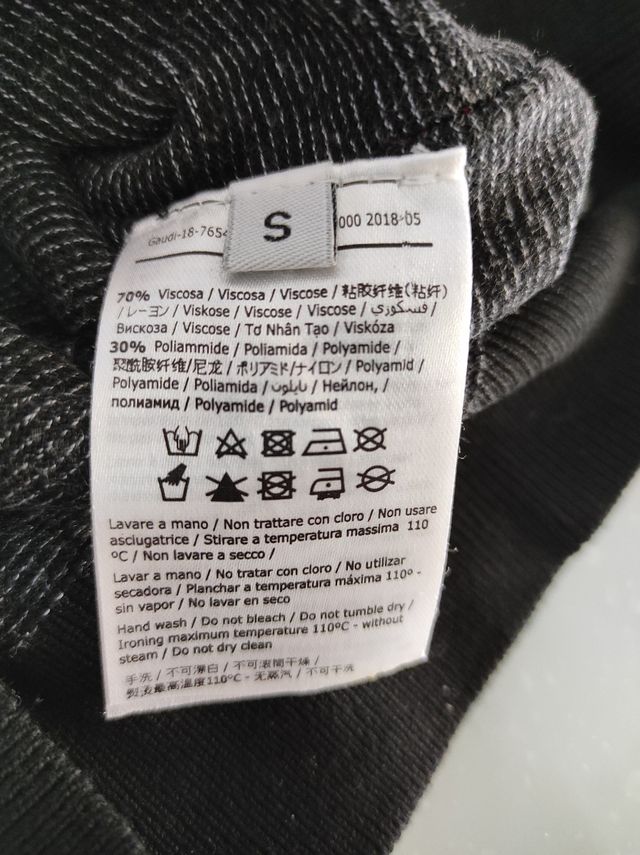 S
Gaudi-18-7654 000 2018-05
70% Viscosa / Viscosa / Viscose / 粘胶纤维(粘纤)
/ レーヨン / Viskose / Viscose / Viscose / فسكوزي /
Вискоза / Viscose / Tơ Nhân Tạo / Viskóza
30% Poliammide / Poliamida / Polyamide /
聚酰胺纤维/尼龙 / ポリアミド/ナイロン / Polyamid /
Polyamide / Poliamida / نايلون / Нейлон, /
полиамид / Polyamide / Polyamid
Lavare a mano / Non trattare con cloro / Non usare
asciugatrice / Stirare a temperatura massima 110
ºC / Non lavare a secco /
Lavar a mano / No tratar con cloro / No utilizar
secadora / Planchar a temperatura máxima 110º -
sin vapor / No lavar en seco
Hand wash / Do not bleach / Do not tumble dry /
Ironing maximum temperature 110ºC - without
steam / Do not dry clean
手洗 / 不可漂白 / 不可滾筒干燥 /
熨烫最高温度110ºC - 无蒸汽 / 不可干洗